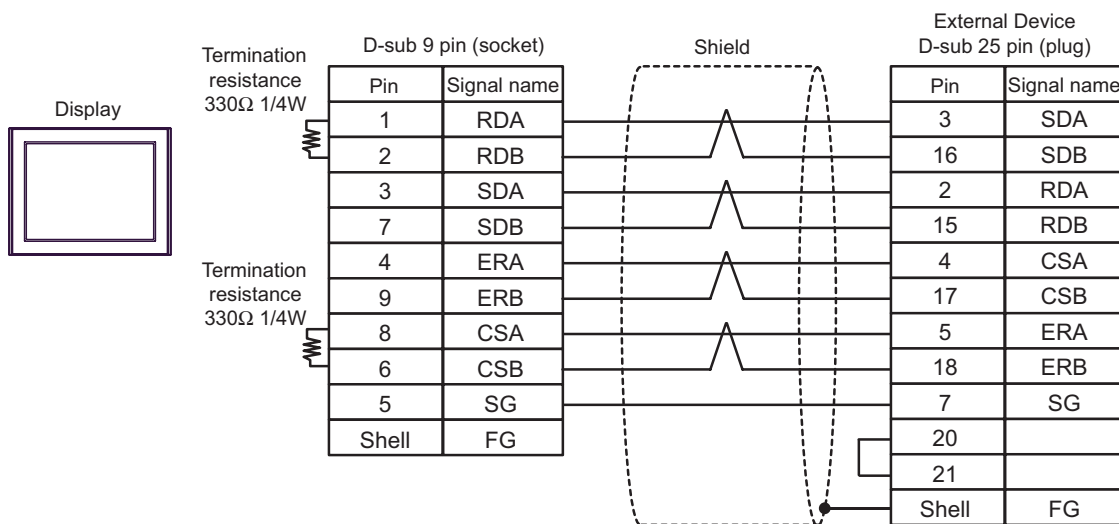 Display
Termination
resistance
330Ω 1/4W
Termination
resistance
330Ω 1/4W
D-sub 9 pin (socket)
Pin Signal name
1 RDA
2 RDB
3 SDA
7 SDB
4 ERA
9 ERB
8 CSA
6 CSB
5 SG
Shell FG
Shield
External Device
D-sub 25 pin (plug)
Pin Signal name
3 SDA
16 SDB
2 RDA
15 RDB
4 CSA
17 CSB
5 ERA
18 ERB
7 SG
20
21
Shell FG